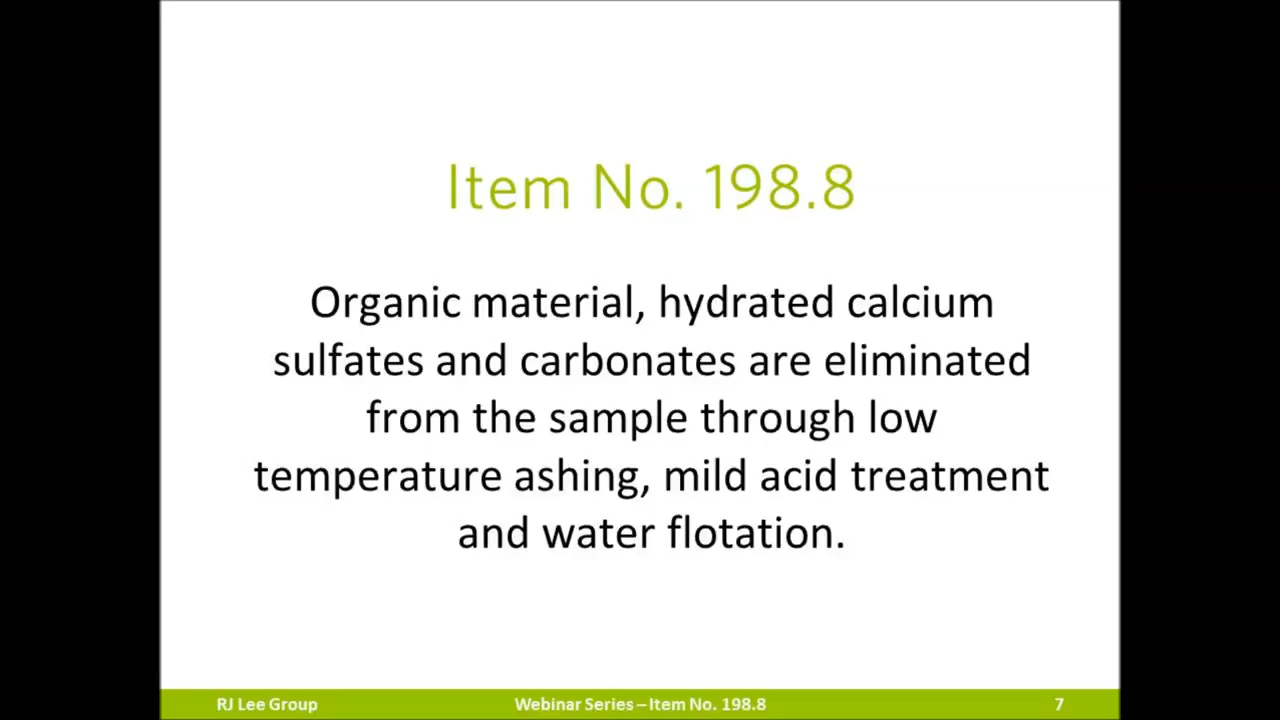 Item No. 198.8
Organic material, hydrated calcium
sulfates and carbonates are eliminated
from the sample through low
temperature ashing, mild acid treatment
and water flotation.
RJ Lee Group
Webinar Series – Item No. 198.8
7